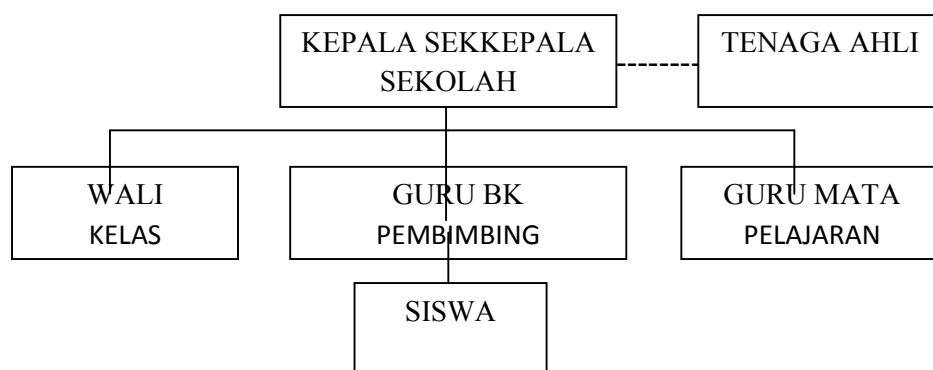 KEPALA SEKKEPALA
SEKOLAH
TENAGA AHLI
WALI
KELAS
GURU BK
PEMBIMBING
GURU MATA
PELAJARAN
SISWA